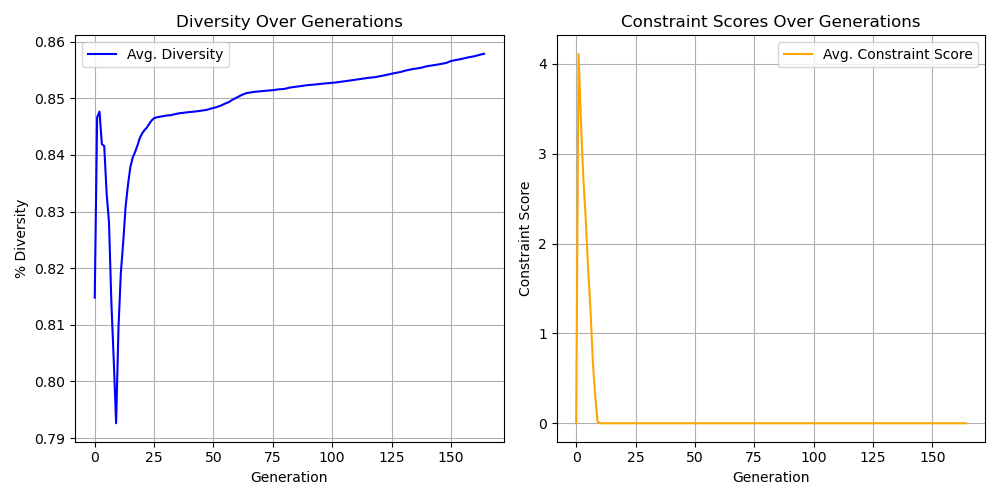 Diversity Over Generations
Avg. Diversity
0.86
0.85
0.84
0.83
0.82
0.81
0.80
0.79
% Diversity
0 25 50 75 100 125 150
Generation
Constraint Scores Over Generations
Avg. Constraint Score
4
3
2
1
0
Constraint Score
0 25 50 75 100 125 150
Generation